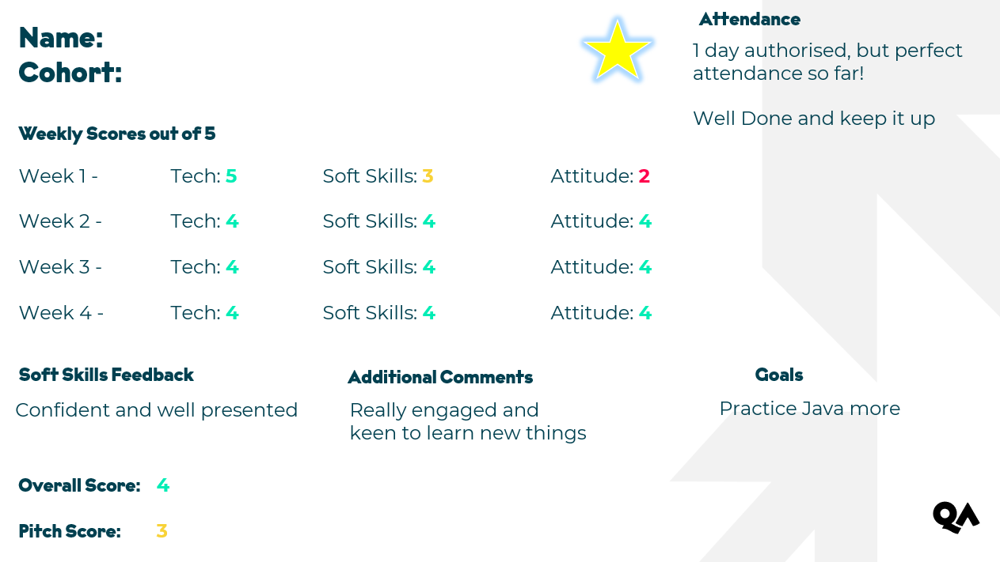 Name:
Cohort:
Attendance
1 day authorised, but perfect
attendance so far!
Well Done and keep it up
Weekly Scores out of 5
Week 1 - Tech: 5 Soft Skills: 3 Attitude: 2
Week 2 - Tech: 4 Soft Skills: 4 Attitude: 4
Week 3 - Tech: 4 Soft Skills: 4 Attitude: 4
Week 4 - Tech: 4 Soft Skills: 4 Attitude: 4
Soft Skills Feedback
Confident and well presented
Additional Comments
Really engaged and
keen to learn new things
Goals
Practice Java more
Overall Score: 4
Pitch Score: 3
QA